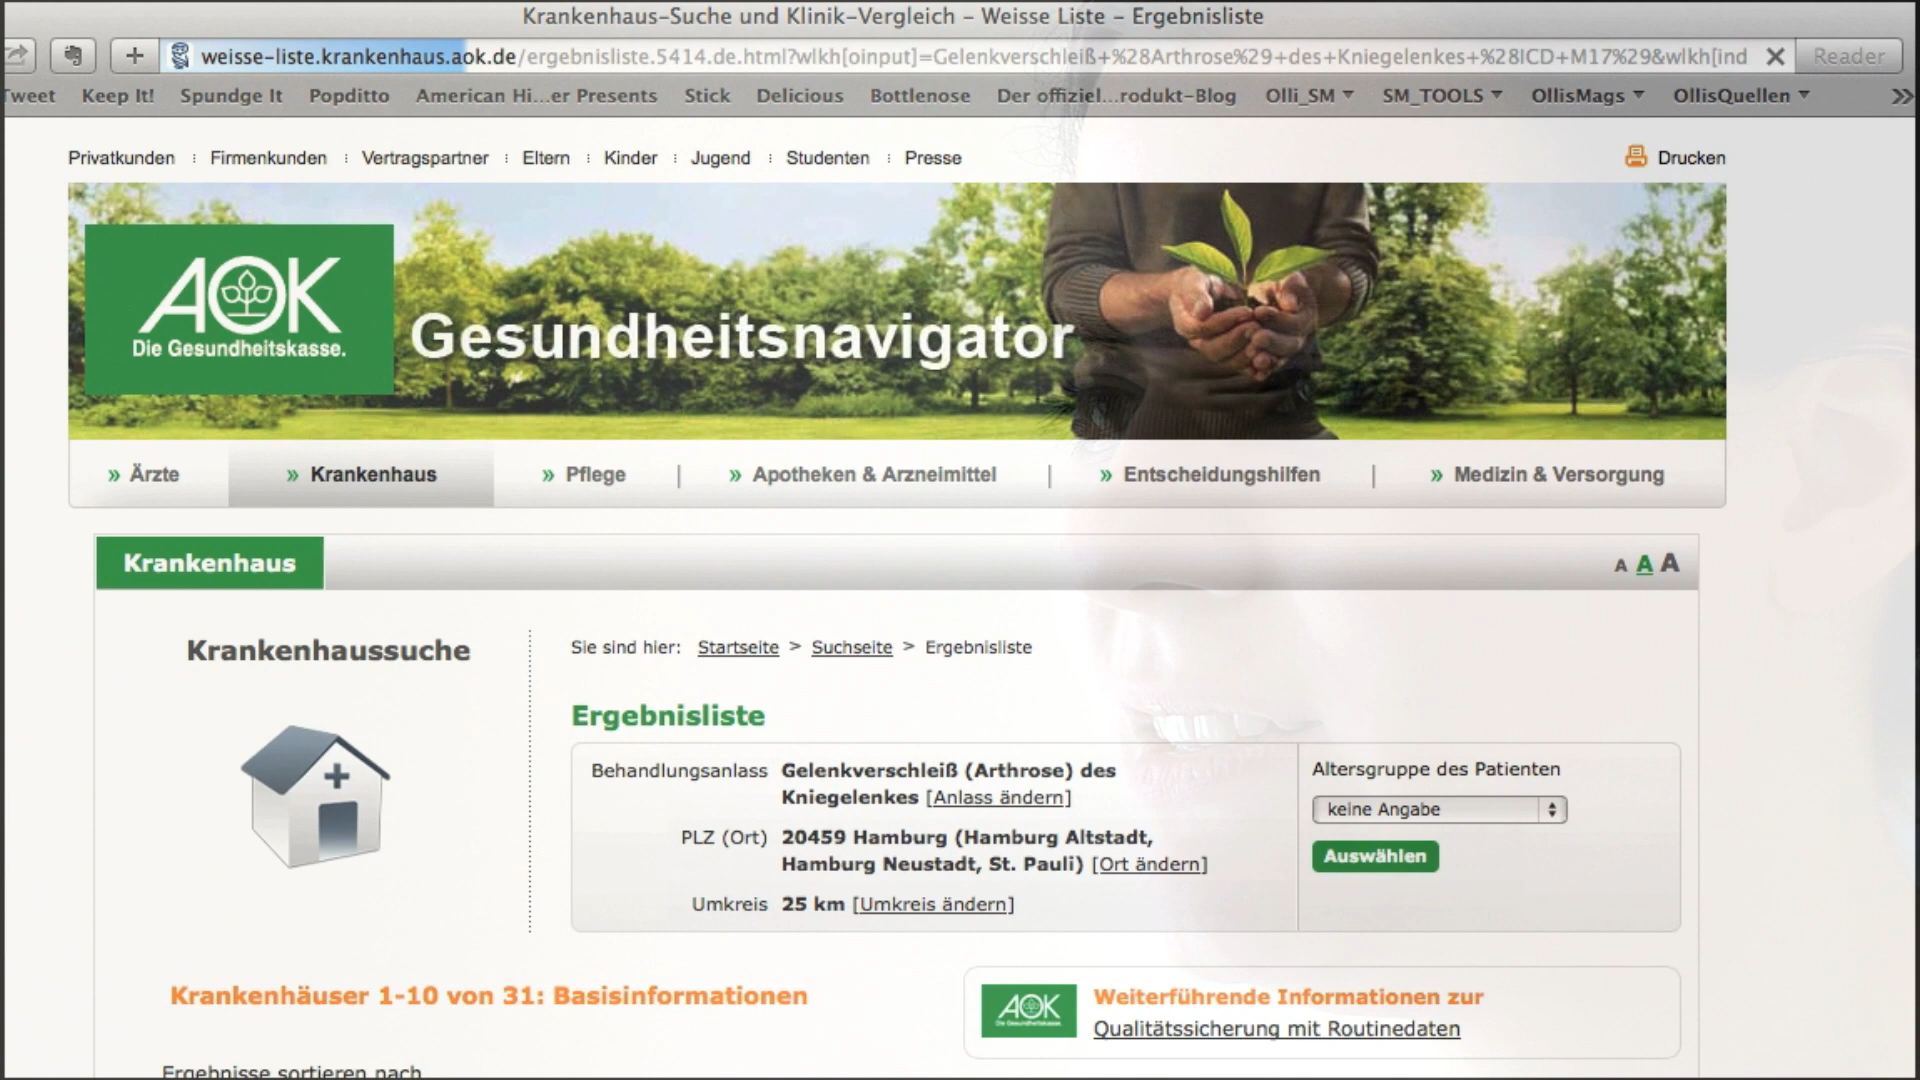 Krankenhaus-Suche und Klinik-Vergleich – Weisse Liste – Ergebnisliste
weisse-liste.krankenhaus.aok.de/ergebnisliste.5414.de.html?wlkh[oinput]=Gelenkverschleiß+%28Arthrose%29+des+Kniegelenkes+%28ICD+M17%29&wlkh[ind
Reader
Tweet Keep It! Spundge It Popditto American Hi...er Presents Stick Delicious Bottlenose Der offiziel...rodukt-Blog Olli_SM SM_TOOLS OllisMags OllisQuellen
Privatkunden : Firmenkunden : Vertragspartner : Eltern : Kinder : Jugend : Studenten : Presse
Drucken
AOK
Die Gesundheitskasse.
Gesundheitsnavigator
» Ärzte » Krankenhaus » Pflege | » Apotheken & Arzneimittel | » Entscheidungshilfen | » Medizin & Versorgung
Krankenhaus
A A A
Krankenhaussuche
Sie sind hier: Startseite > Suchseite > Ergebnisliste
Ergebnisliste
Behandlungsanlass Gelenkverschleiß (Arthrose) des
Kniegelenkes [Anlass ändern]
PLZ (Ort) 20459 Hamburg (Hamburg Altstadt,
Hamburg Neustadt, St. Pauli) [Ort ändern]
Umkreis 25 km [Umkreis ändern]
Altersgruppe des Patienten
keine Angabe
Auswählen
Krankenhäuser 1-10 von 31: Basisinformationen
AOK
Die Gesundheitskasse.
Weiterführende Informationen zur
Qualitätssicherung mit Routinedaten
Ergebnisse sortieren nach